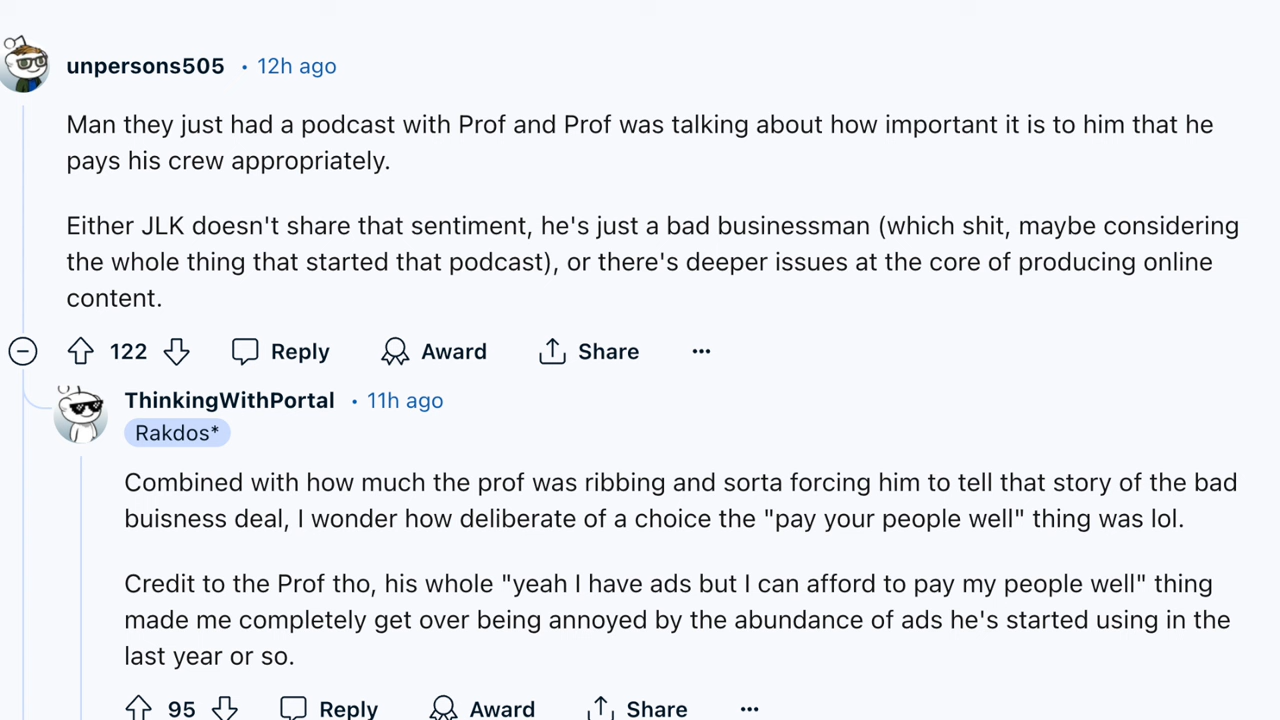 unpersons505 • 12h ago
Man they just had a podcast with Prof and Prof was talking about how important it is to him that he
pays his crew appropriately.
Either JLK doesn't share that sentiment, he's just a bad businessman (which shit, maybe considering
the whole thing that started that podcast), or there's deeper issues at the core of producing online
content.
122 Reply Award Share ...
ThinkingWithPortal • 11h ago
Rakdos*
Combined with how much the prof was ribbing and sorta forcing him to tell that story of the bad
buisness deal, I wonder how deliberate of a choice the "pay your people well" thing was lol.
Credit to the Prof tho, his whole "yeah I have ads but I can afford to pay my people well" thing
made me completely get over being annoyed by the abundance of ads he's started using in the
last year or so.
95 Reply Award Share ...